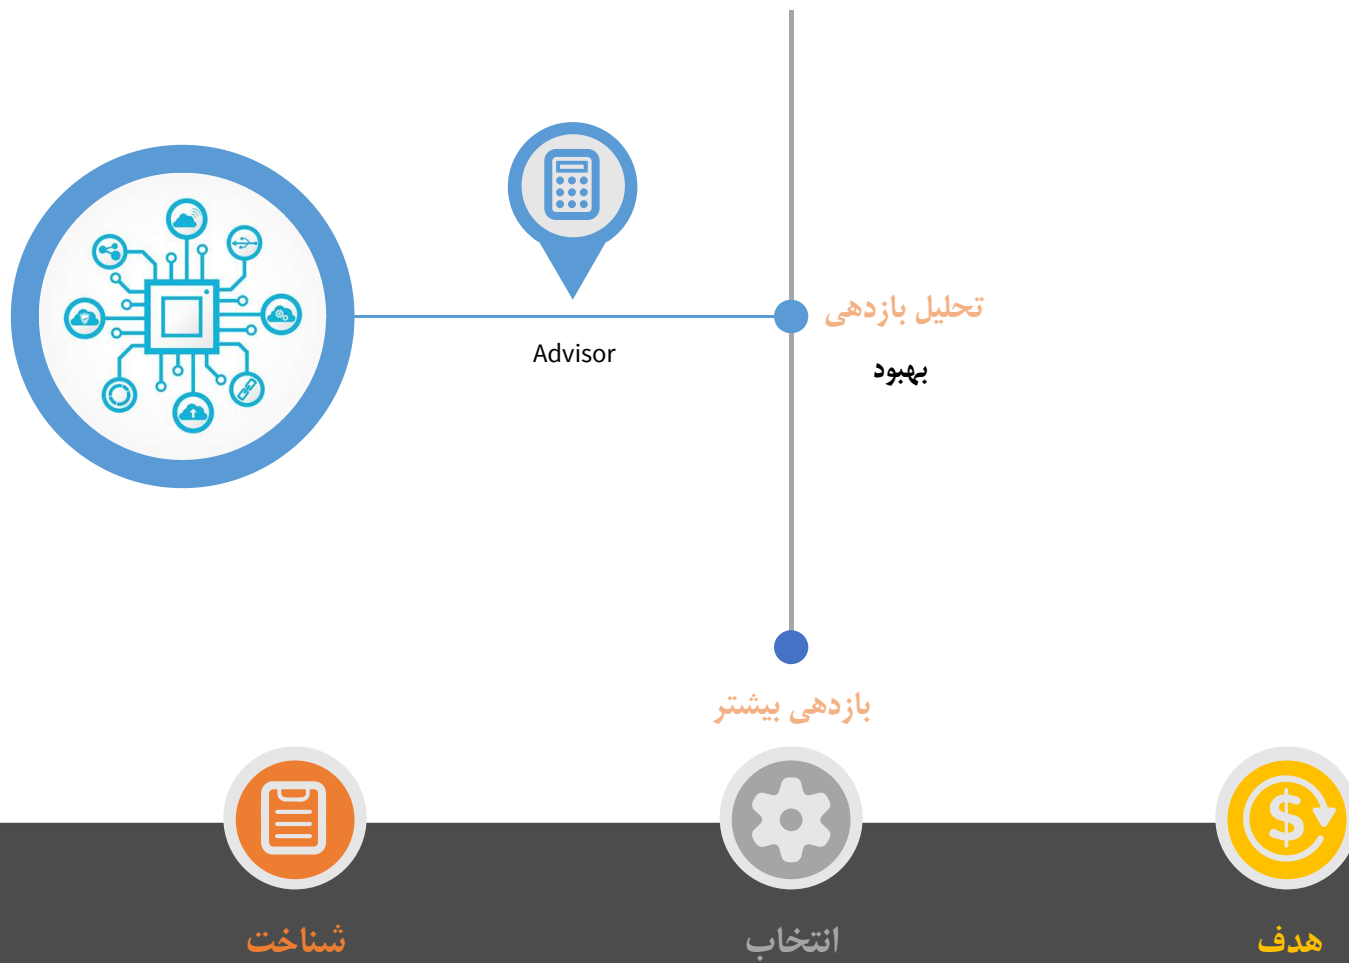 تحلیل بازدهی
Advisor
بهبود
بازدهی بیشتر
شناخت
انتخاب
هدف